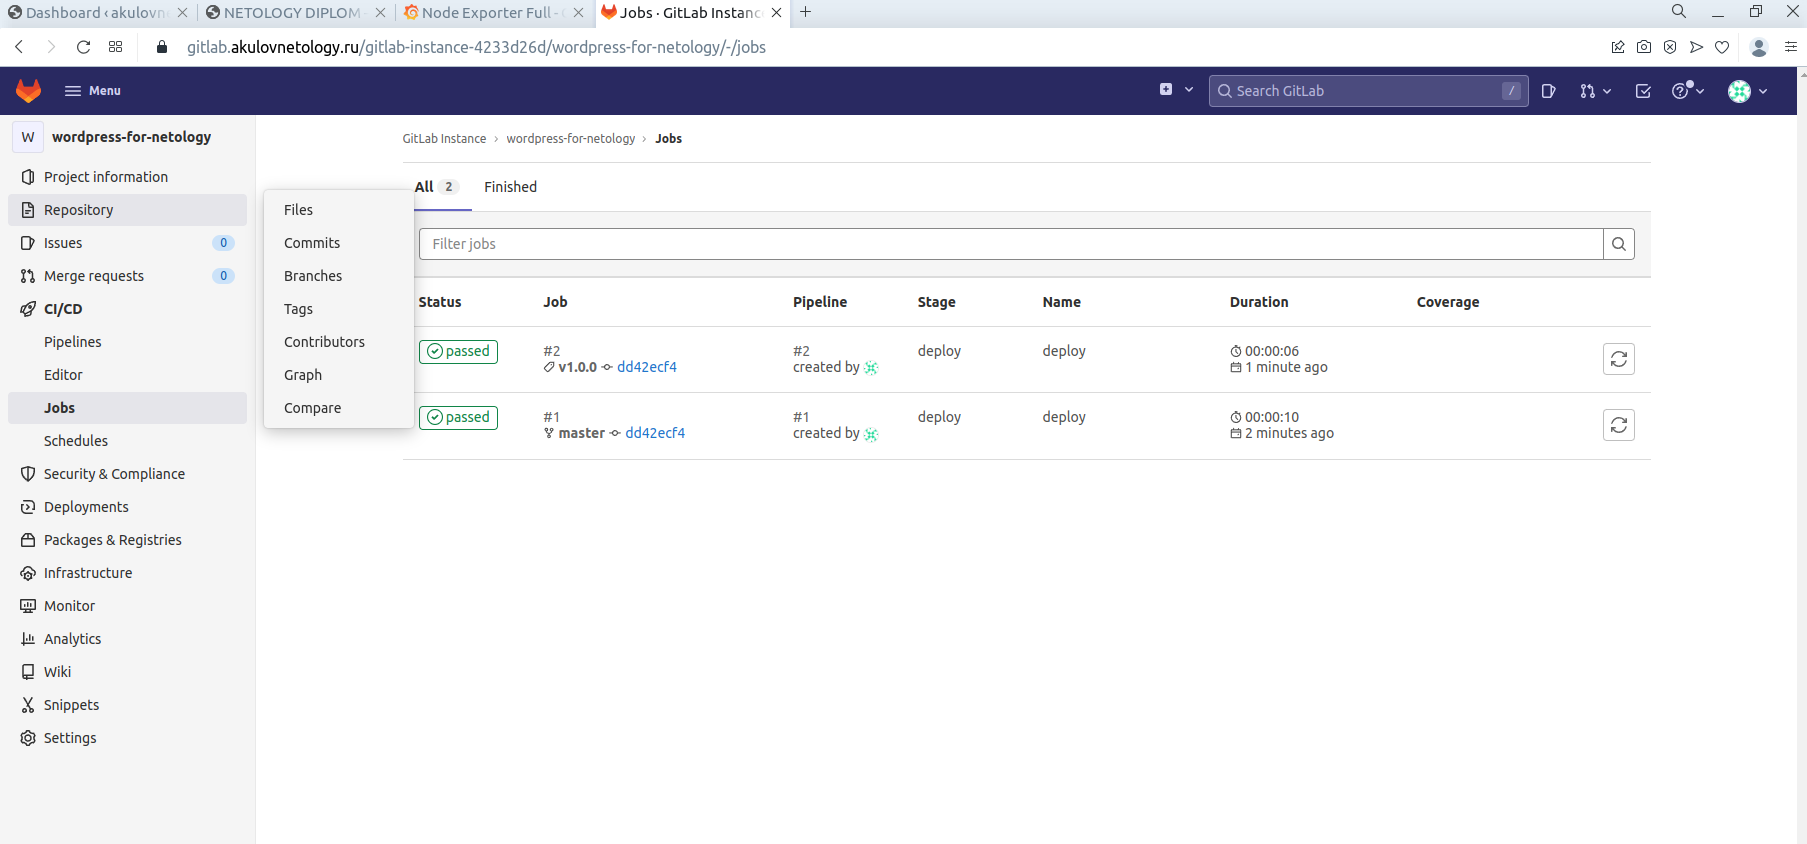 Dashboard ‹ akulovn
NETOLOGY DIPLOM -
Node Exporter Full -
Jobs · GitLab Instanc
gitlab.akulovnetology.ru/gitlab-instance-4233d26d/wordpress-for-netology/-/jobs
Menu
Search GitLab
/
W wordpress-for-netology
Project information
Repository
Issues 0
Merge requests 0
CI/CD
Pipelines
Editor
Jobs
Schedules
Security & Compliance
Deployments
Packages & Registries
Infrastructure
Monitor
Analytics
Wiki
Snippets
Settings
Files
Commits
Branches
Tags
Contributors
Graph
Compare
GitLab Instance › wordpress-for-netology › Jobs
All 2 Finished
Filter jobs
Status Job Pipeline Stage Name Duration Coverage
passed #2 #2 deploy deploy 00:00:06
v1.0.0 dd42ecf4 created by 1 minute ago
passed #1 #1 deploy deploy 00:00:10
master dd42ecf4 created by 2 minutes ago